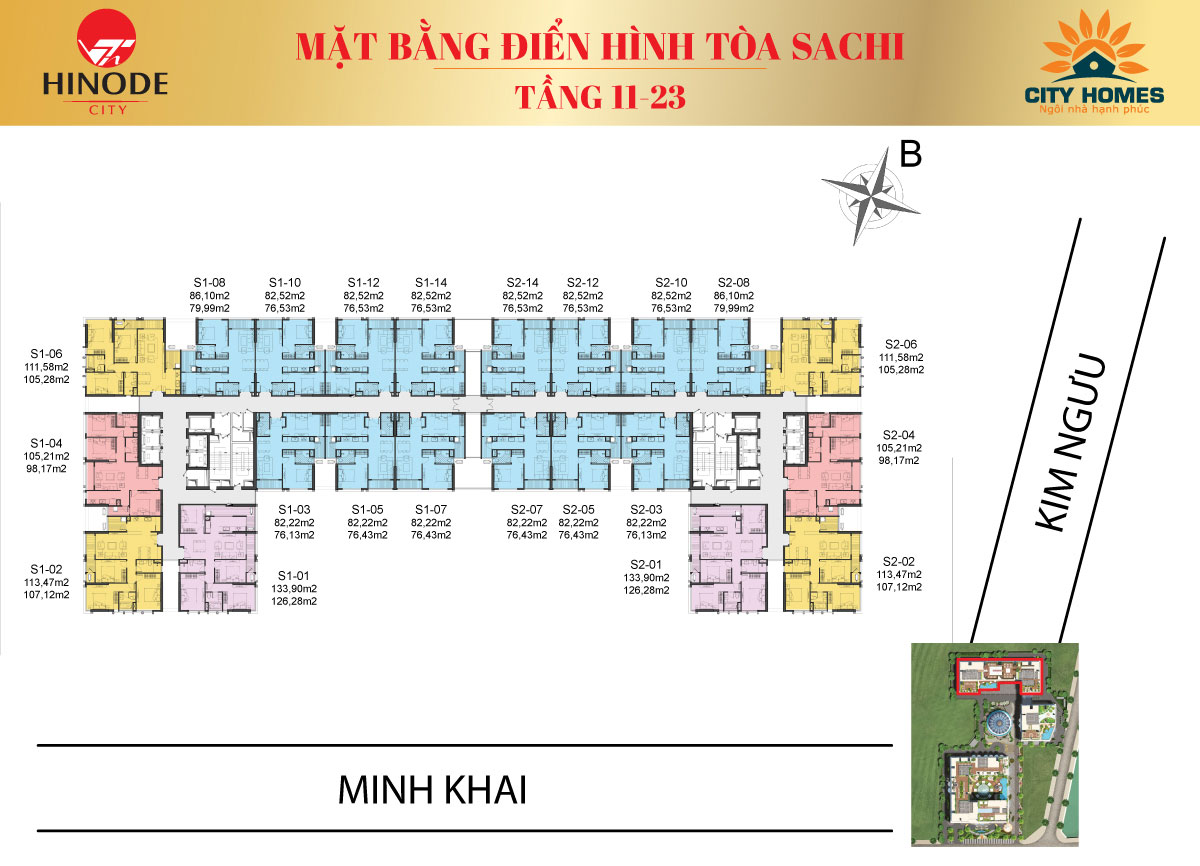 HINODE
CITY
MẶT BẰNG ĐIỂN HÌNH TÒA SACHI
TẦNG 11-23
CITY HOMES
Ngôi nhà hạnh phúc
B
S1-08
86,10m2
79,99m2
S1-10
82,52m2
76,53m2
S1-12
82,52m2
76,53m2
S1-14
82,52m2
76,53m2
S2-14
82,52m2
76,53m2
S2-12
82,52m2
76,53m2
S2-10
82,52m2
76,53m2
S2-08
86,10m2
79,99m2
S1-06
111,58m2
105,28m2
S2-06
111,58m2
105,28m2
S1-04
105,21m2
98,17m2
S2-04
105,21m2
98,17m2
S1-03
82,22m2
76,13m2
S1-05
82,22m2
76,43m2
S1-07
82,22m2
76,43m2
S2-07
82,22m2
76,43m2
S2-05
82,22m2
76,43m2
S2-03
82,22m2
76,13m2
S1-02
113,47m2
107,12m2
S1-01
133,90m2
126,28m2
S2-01
133,90m2
126,28m2
S2-02
113,47m2
107,12m2
KIM NGƯU
MINH KHAI